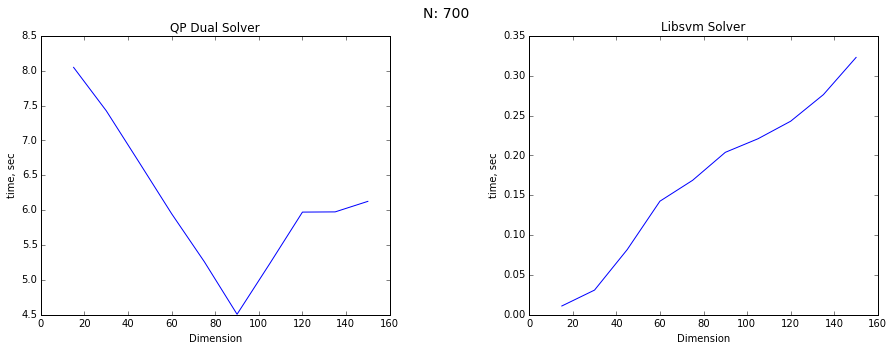 N: 700
QP Dual Solver
8.5
8.0
7.5
7.0
6.5
6.0
5.5
5.0
4.5
time, sec
0 20 40 60 80 100 120 140 160
Dimension
Libsvm Solver
0.35
0.30
0.25
0.20
0.15
0.10
0.05
0.00
time, sec
0 20 40 60 80 100 120 140 160
Dimension